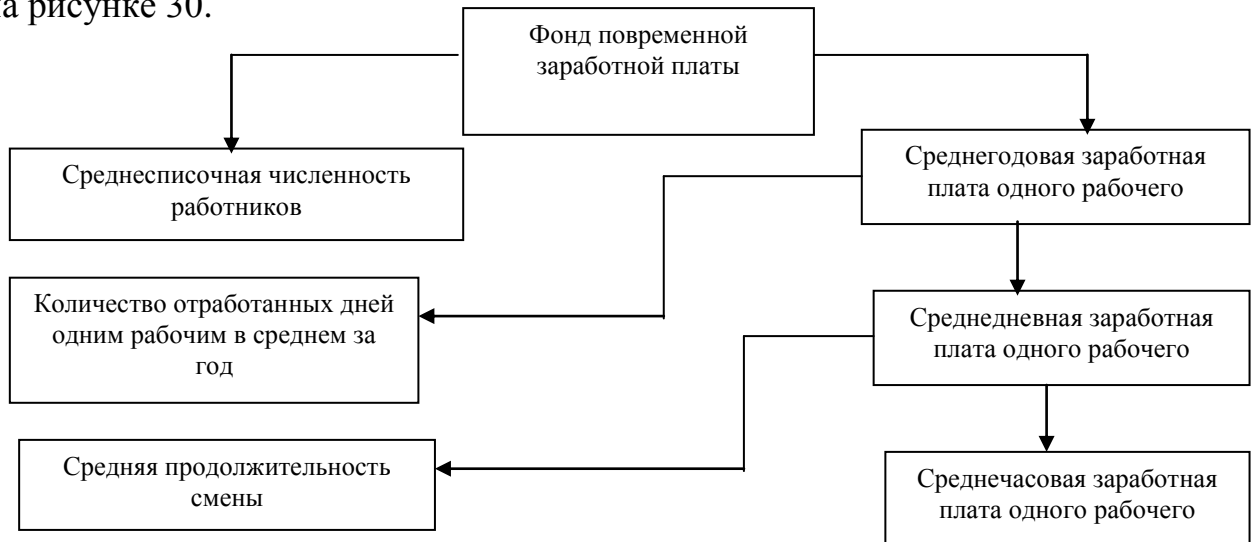 на рисунке 30.
Фонд повременной
заработной платы
Среднесписочная численность
работников
Среднегодовая заработная
плата одного рабочего
Количество отработанных дней
одним рабочим в среднем за
год
Среднедневная заработная
плата одного рабочего
Средняя продолжительность
смены
Среднечасовая заработная
плата одного рабочего